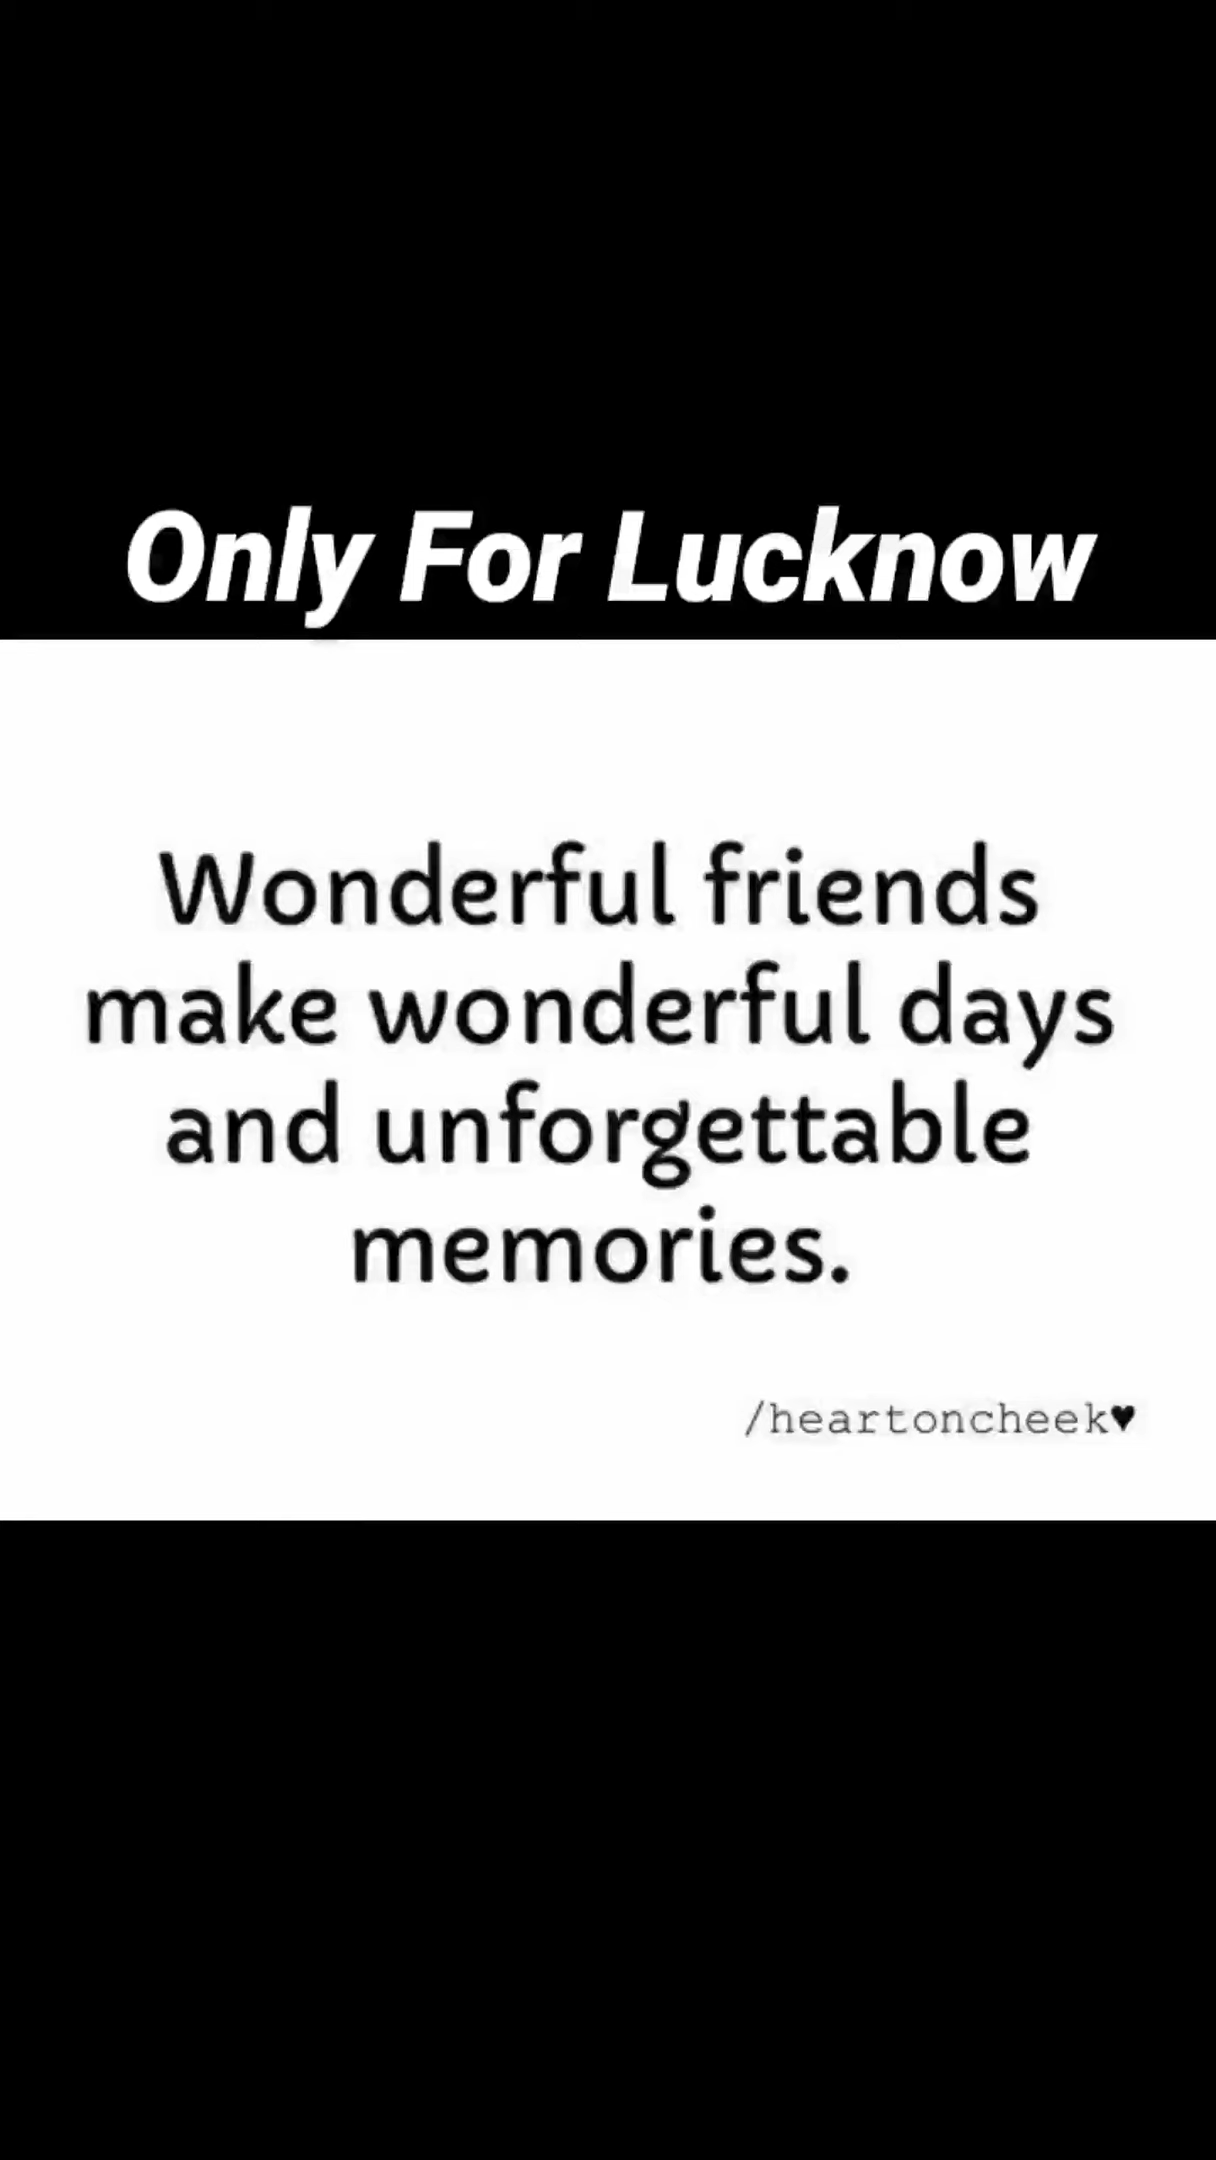 Only For Lucknow
Wonderful friends
make wonderful days
and unforgettable
memories.
/heartoncheek♥